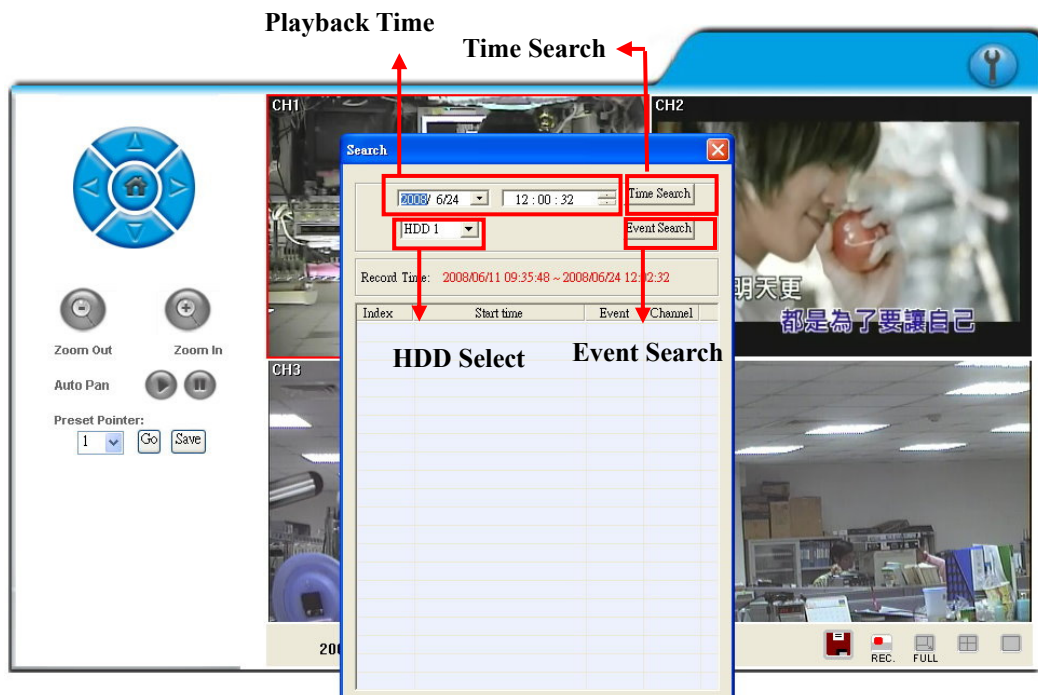 Playback Time
Time Search
CH1
CH2
Search
2008/ 6/24
12 : 00 : 32
Time Search
HDD 1
Event Search
Record Time: 2008/06/11 09:35:48 ~ 2008/06/24 12:02:32
Index Start time Event Channel
HDD Select
Event Search
明天更
都是為了要讓自己
Zoom Out Zoom In
Auto Pan
Preset Pointer:
1 Go Save
CH3
200
REC. FULL